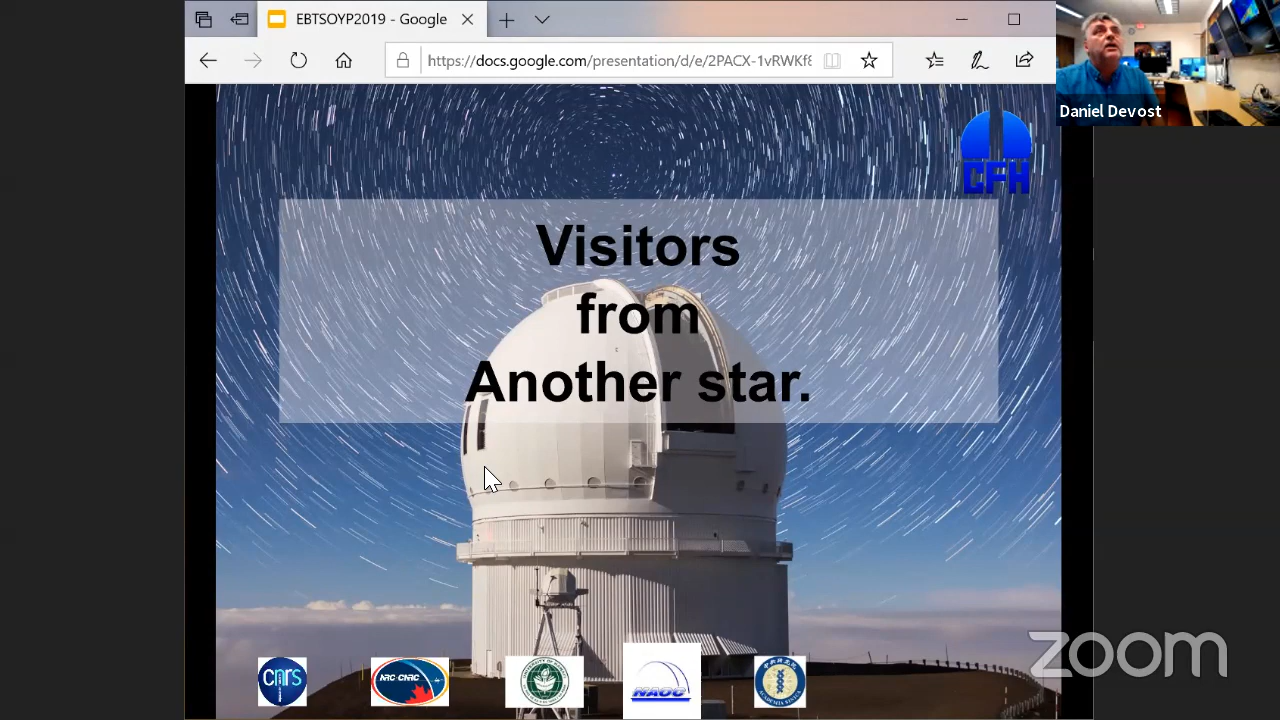 EBTSOYP2019 - Google
https://docs.google.com/presentation/d/e/2PACX-1vRWKf
Daniel Devost
CFH
Visitors
from
Another star.
cnrs
NRC·CNRC
NAOC
zoom